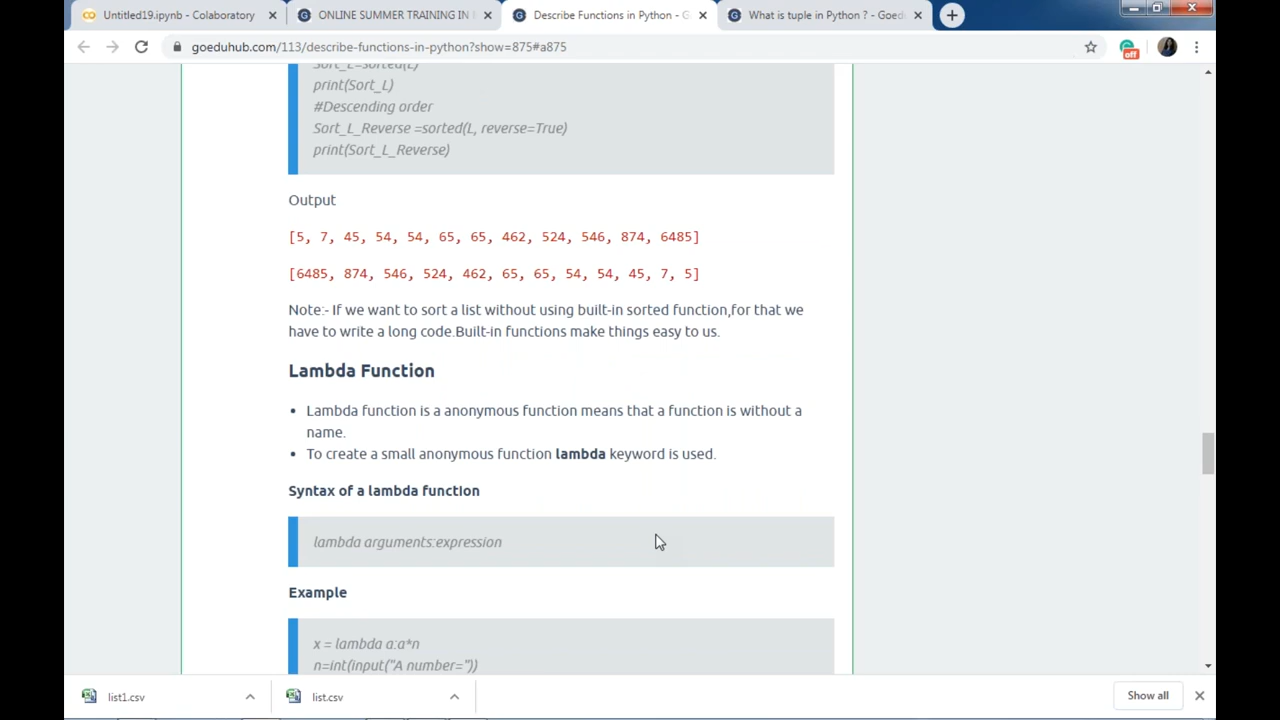 Untitled19.ipynb - Colaboratory
ONLINE SUMMER TRAINING IN
Describe Functions in Python - G
What is tuple in Python ? - Goed
goeduhub.com/113/describe-functions-in-python?show=875#a875
off
Sort_L=sorted(L)
print(Sort_L)
#Descending order
Sort_L_Reverse =sorted(L, reverse=True)
print(Sort_L_Reverse)
Output
[5, 7, 45, 54, 54, 65, 65, 462, 524, 546, 874, 6485]
[6485, 874, 546, 524, 462, 65, 65, 54, 54, 45, 7, 5]
Note:- If we want to sort a list without using built-in sorted function,for that we
have to write a long code.Built-in functions make things easy to us.
Lambda Function
• Lambda function is a anonymous function means that a function is without a
name.
• To create a small anonymous function lambda keyword is used.
Syntax of a lambda function
lambda arguments:expression
Example
x = lambda a:a*n
n=int(input("A number="))
list1.csv
list.csv
Show all